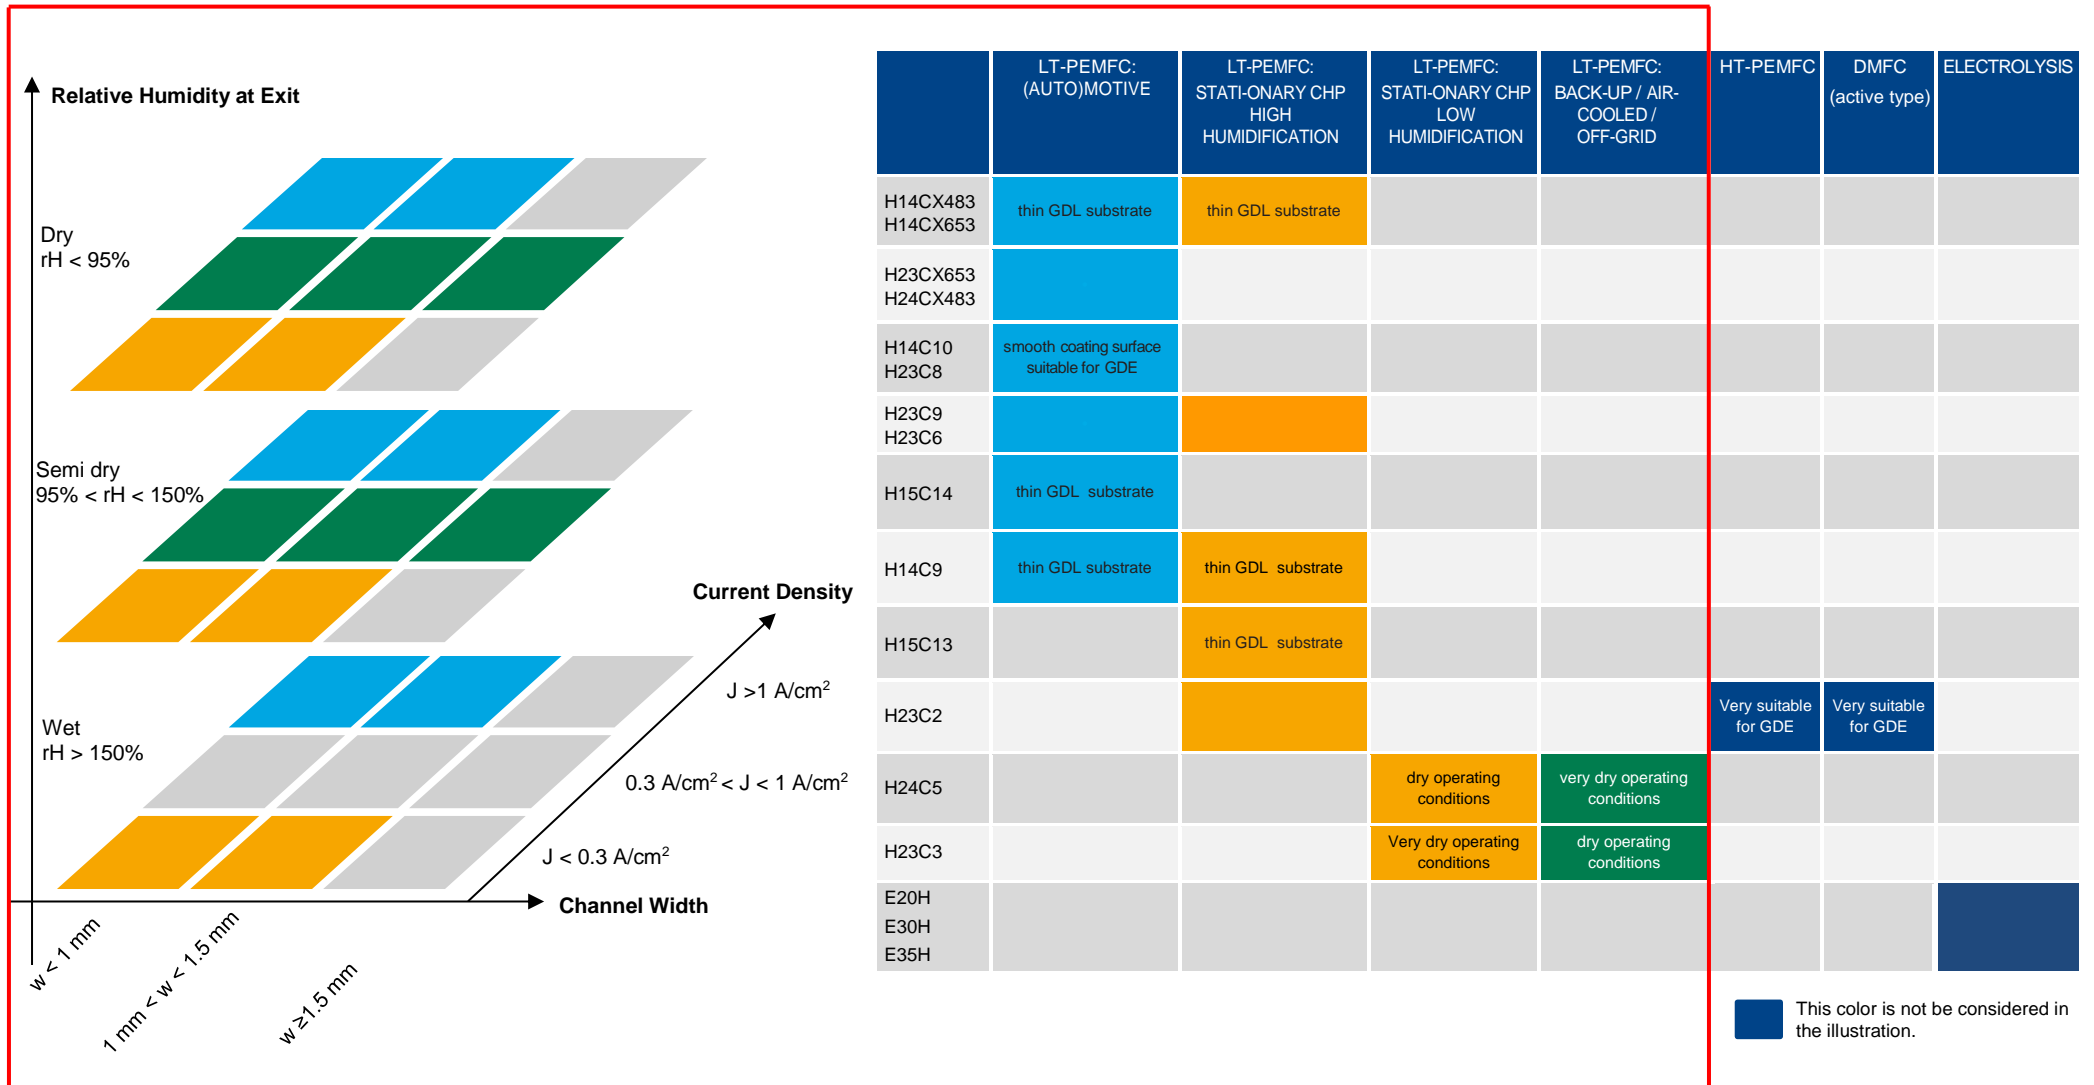 Relative Humidity at Exit
Dry
rH < 95%
Semi dry
95% < rH < 150%
Wet
rH > 150%
Current Density
J >1 A/cm²
0.3 A/cm² < J < 1 A/cm²
J < 0.3 A/cm²
Channel Width
w < 1 mm
1 mm < w < 1.5 mm
w ≥1.5 mm
LT-PEMFC:
(AUTO)MOTIVE
LT-PEMFC:
STATI-ONARY CHP
HIGH
HUMIDIFICATION
LT-PEMFC:
STATI-ONARY CHP
LOW
HUMIDIFICATION
LT-PEMFC:
BACK-UP / AIR-
COOLED /
OFF-GRID
HT-PEMFC
DMFC
(active type)
ELECTROLYSIS
H14CX483
H14CX653
thin GDL substrate
thin GDL substrate
H23CX653
H24CX483
H14C10
H23C8
smooth coating surface
suitable for GDE
H23C9
H23C6
H15C14
thin GDL substrate
H14C9
thin GDL substrate
thin GDL substrate
H15C13
thin GDL substrate
H23C2
Very suitable
for GDE
Very suitable
for GDE
H24C5
dry operating
conditions
very dry operating
conditions
H23C3
Very dry operating
conditions
dry operating
conditions
E20H
E30H
E35H
This color is not be considered in
the illustration.